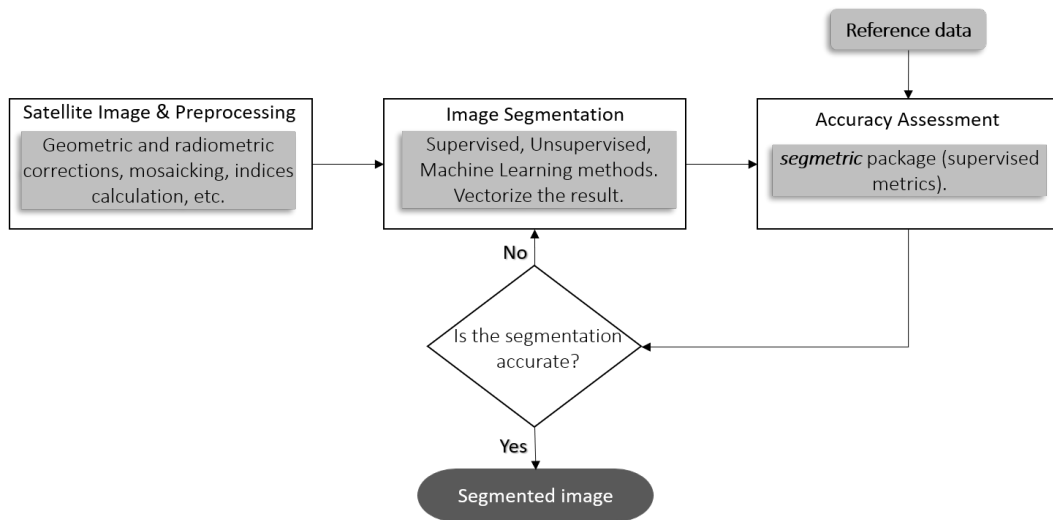 Reference data
Satellite Image & Preprocessing
Geometric and radiometric
corrections, mosaicking, indices
calculation, etc.
Image Segmentation
Supervised, Unsupervised,
Machine Learning methods.
Vectorize the result.
Accuracy Assessment
segmetric package (supervised
metrics).
No
Is the segmentation
accurate?
Yes
Segmented image